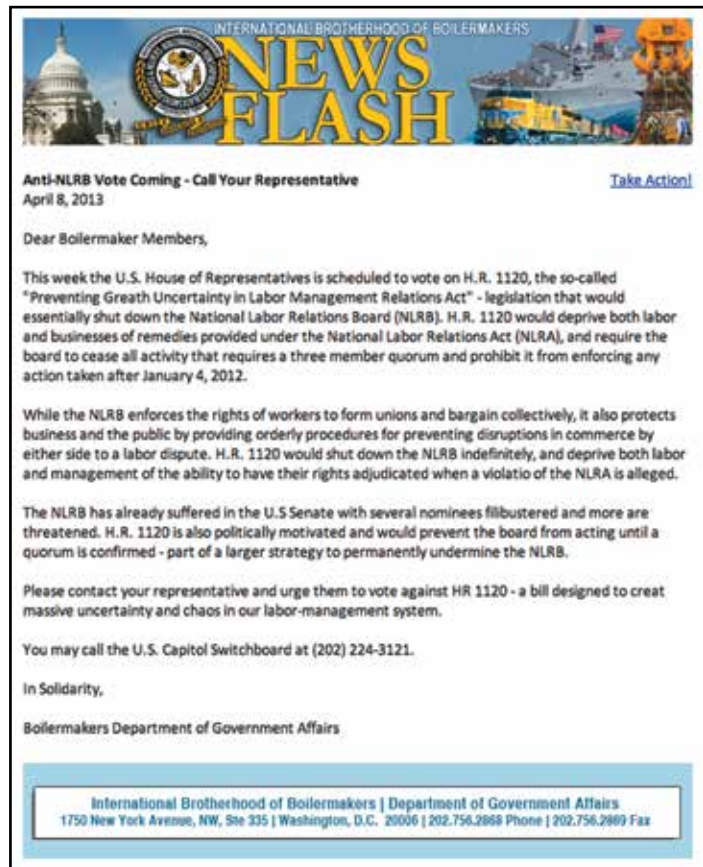 INTERNATIONAL BROTHERHOOD OF BOILERMAKERS
NEWS
FLASH
Anti-NLRB Vote Coming - Call Your Representative Take Action!
April 8, 2013
Dear Boilermaker Members,
This week the U.S. House of Representatives is scheduled to vote on H.R. 1120, the so-called
"Preventing Greath Uncertainty in Labor Management Relations Act" - legislation that would
essentially shut down the National Labor Relations Board (NLRB). H.R. 1120 would deprive both labor
and businesses of remedies provided under the National Labor Relations Act (NLRA), and require the
board to cease all activity that requires a three member quorum and prohibit it from enforcing any
action taken after January 4, 2012.
While the NLRB enforces the rights of workers to form unions and bargain collectively, it also protects
business and the public by providing orderly procedures for preventing disruptions in commerce by
either side to a labor dispute. H.R. 1120 would shut down the NLRB indefinitely, and deprive both labor
and management of the ability to have their rights adjudicated when a violatio of the NLRA is alleged.
The NLRB has already suffered in the U.S Senate with several nominees filibustered and more are
threatened. H.R. 1120 is also politically motivated and would prevent the board from acting until a
quorum is confirmed - part of a larger strategy to permanently undermine the NLRB.
Please contact your representative and urge them to vote against HR 1120 - a bill designed to creat
massive uncertainty and chaos in our labor-management system.
You may call the U.S. Capitol Switchboard at (202) 224-3121.
In Solidarity,
Boilermakers Department of Government Affairs
International Brotherhood of Boilermakers | Department of Government Affairs
1750 New York Avenue, NW, Ste 335 | Washington, D.C. 20006 | 202.756.2868 Phone | 202.756.2869 Fax